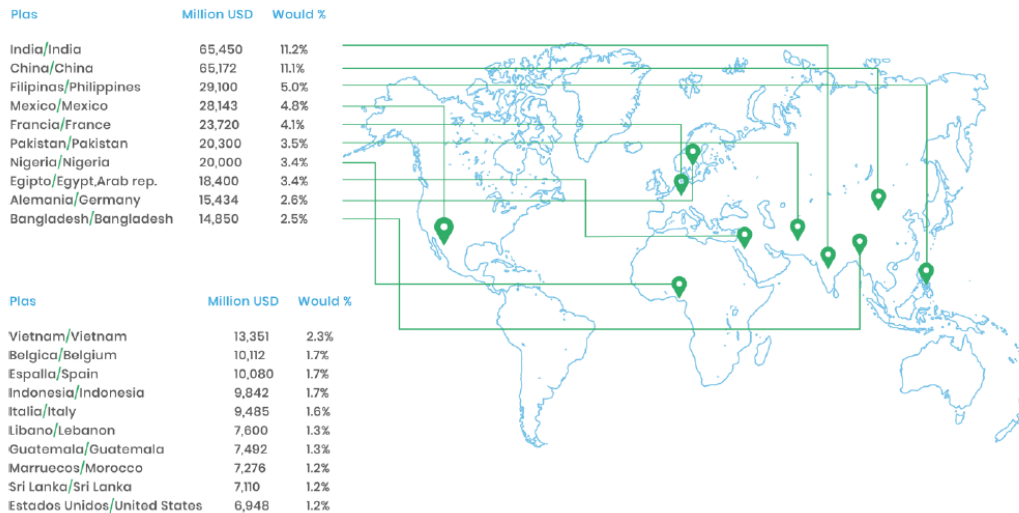 Plas Million USD Would %
India/India 65,450 11.2%
China/China 65,172 11.1%
Filipinas/Philippines 29,100 5.0%
Mexico/Mexico 28,143 4.8%
Francia/France 23,720 4.1%
Pakistan/Pakistan 20,300 3.5%
Nigeria/Nigeria 20,000 3.4%
Egipto/Egypt,Arab rep. 18,400 3.4%
Alemania/Germany 15,434 2.6%
Bangladesh/Bangladesh 14,850 2.5%
Plas Million USD Would %
Vietnam/Vietnam 13,351 2.3%
Belgica/Belgium 10,112 1.7%
Espalla/Spain 10,080 1.7%
Indonesia/Indonesia 9,842 1.7%
Italia/Italy 9,485 1.6%
Libano/Lebanon 7,600 1.3%
Guatemala/Guatemala 7,492 1.3%
Marruecos/Morocco 7,276 1.2%
Sri Lanka/Sri Lanka 7,110 1.2%
Estados Unidos/United States 6,948 1.2%